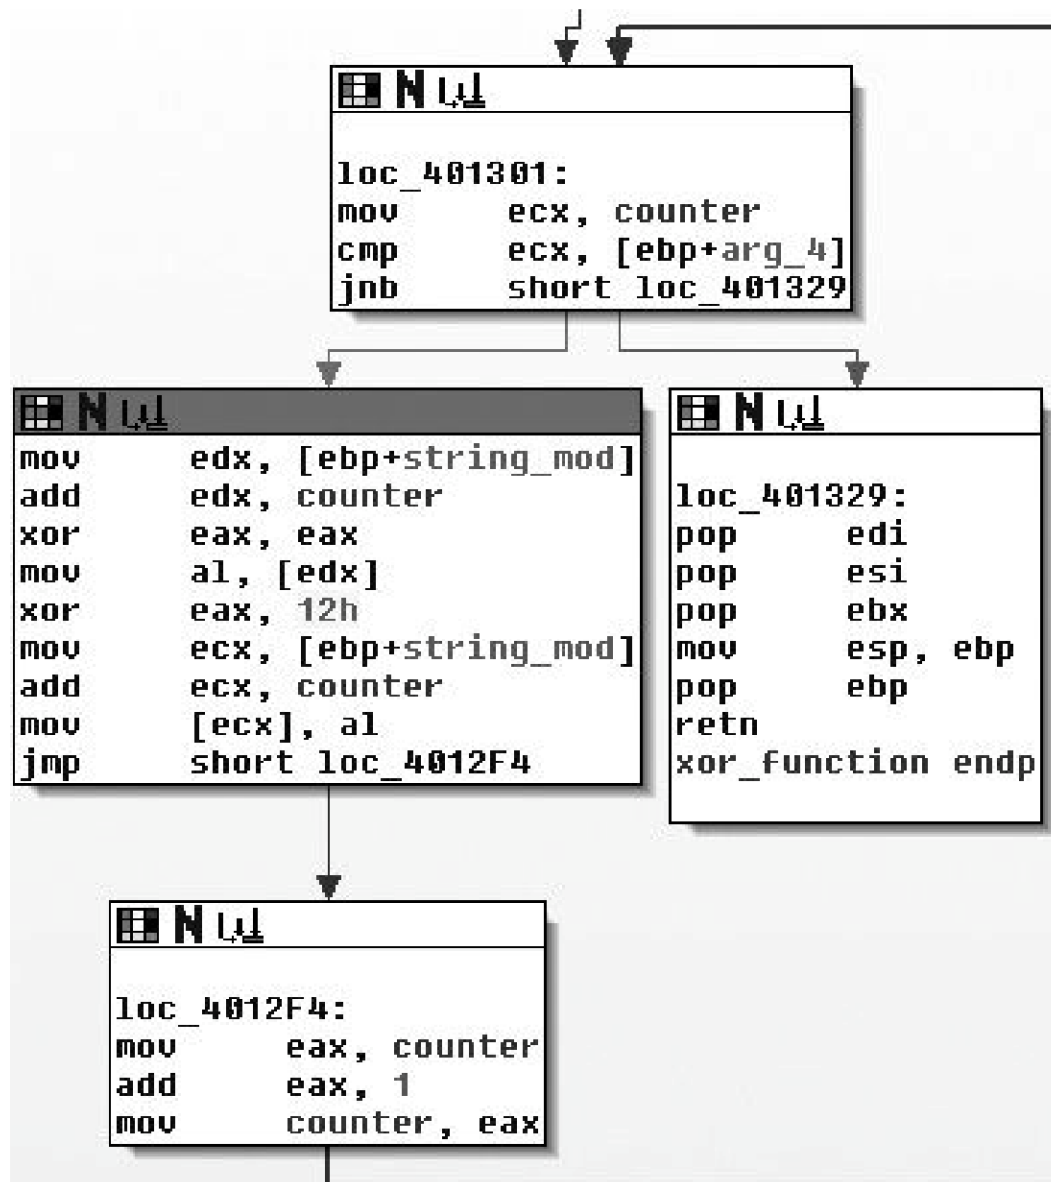 loc_401301:
mov ecx, counter
cmp ecx, [ebp+arg_4]
jnb short loc_401329
mov edx, [ebp+string_mod]
add edx, counter
xor eax, eax
mov al, [edx]
xor eax, 12h
mov ecx, [ebp+string_mod]
add ecx, counter
mov [ecx], al
jmp short loc_4012F4
loc_401329:
pop edi
pop esi
pop ebx
mov esp, ebp
pop ebp
retn
xor_function endp
loc_4012F4:
mov eax, counter
add eax, 1
mov counter, eax